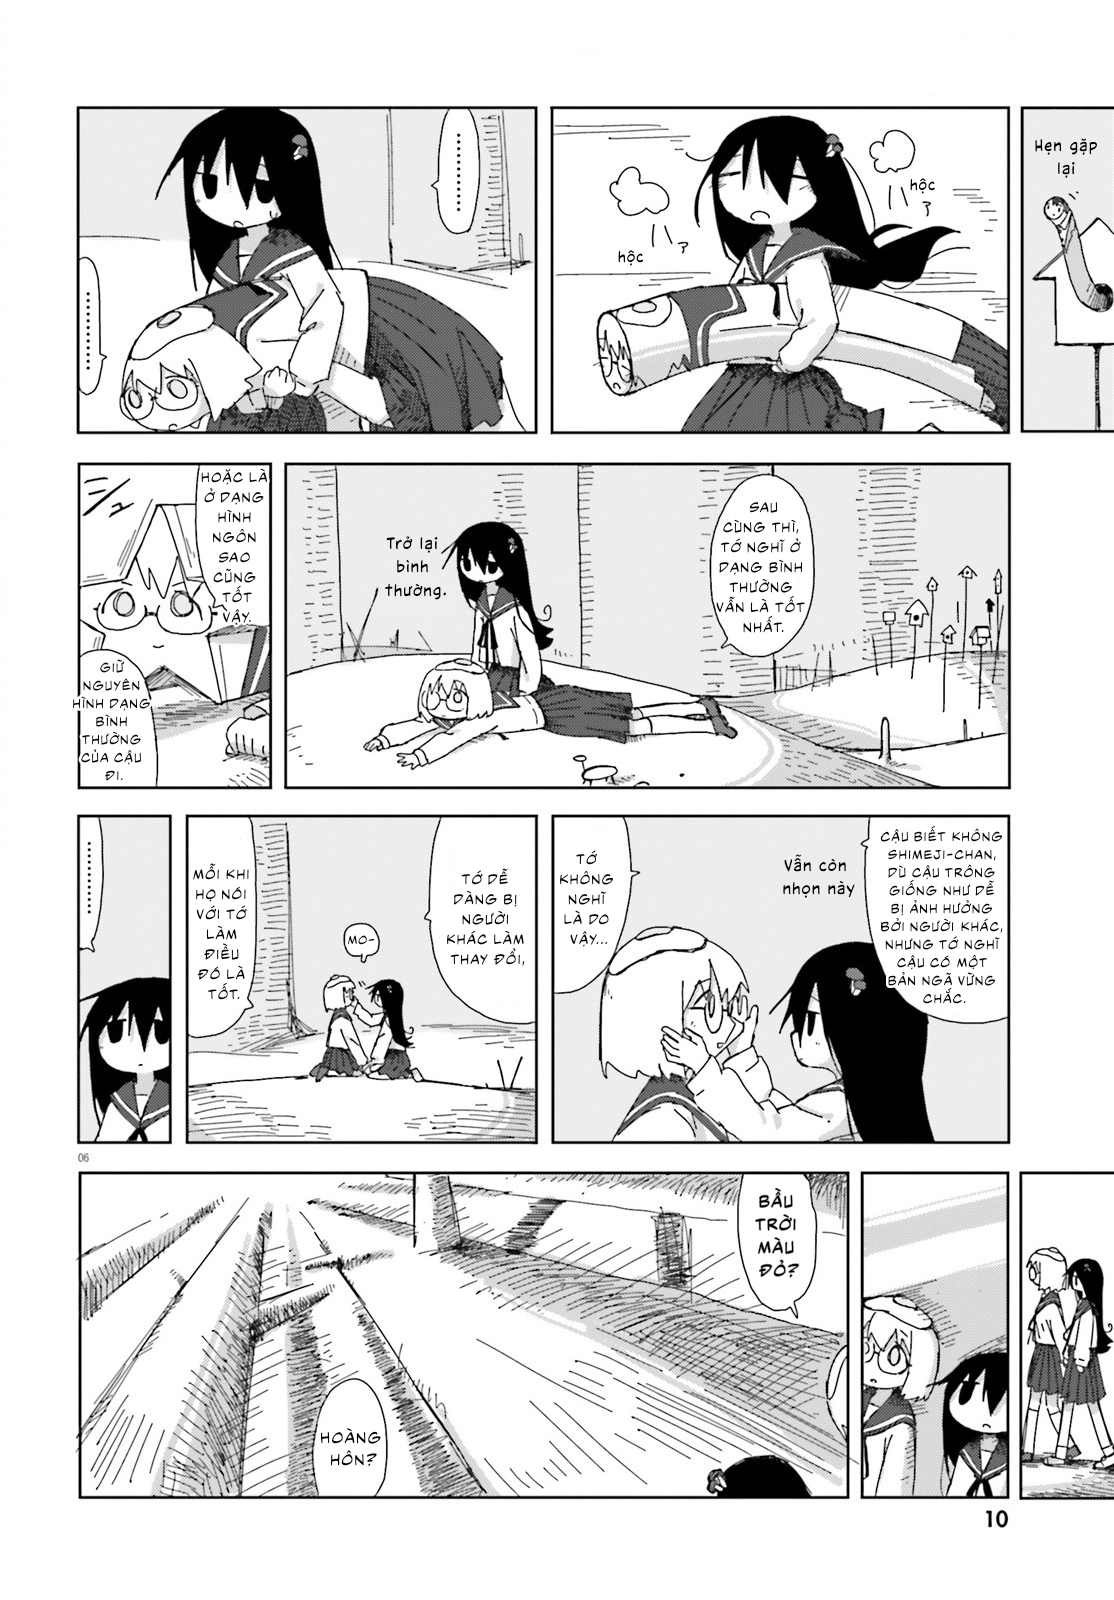 Hẹn gặp
lại
hộc
hộc
..........
..........
SAU
CÙNG THÌ,
TỚ NGHĨ Ở
DẠNG BÌNH
THƯỜNG
VẪN LÀ TỐT
NHẤT.
Trở lại
bình
thường.
HOẶC LÀ
Ở DẠNG
HÌNH
NGÔN
SAO
CŨNG
TỐT
VẬY.
ジュ
GIỮ
NGUYÊN
HÌNH DẠNG
BÌNH
THƯỜNG
CỦA CẬU
ĐI.
CẬU BIẾT KHÔNG
SHIMEJI-CHAN,
DÙ CẬU TRÔNG
GIỐNG NHƯ DỄ
BỊ ẢNH HƯỞNG
BỞI NGƯỜI KHÁC,
NHƯNG TỚ NGHĨ
CẬU CÓ MỘT
BẢN NGÃ VỮNG
CHẮC.
Vẫn còn
nhọn này
TỚ
KHÔNG
NGHĨ
LÀ DO
VẬY...
TỚ DỄ
DÀNG BỊ
NGƯỜI
KHÁC LÀM
THAY ĐỔI,
MO-
MỖI KHI
HỌ NÓI
VỚI TỚ
LÀM
ĐIỀU
ĐÓ LÀ
TỐT.
..........
06
BẦU
TRỜI
MÀU
ĐỎ?
HOÀNG
HÔN?
10